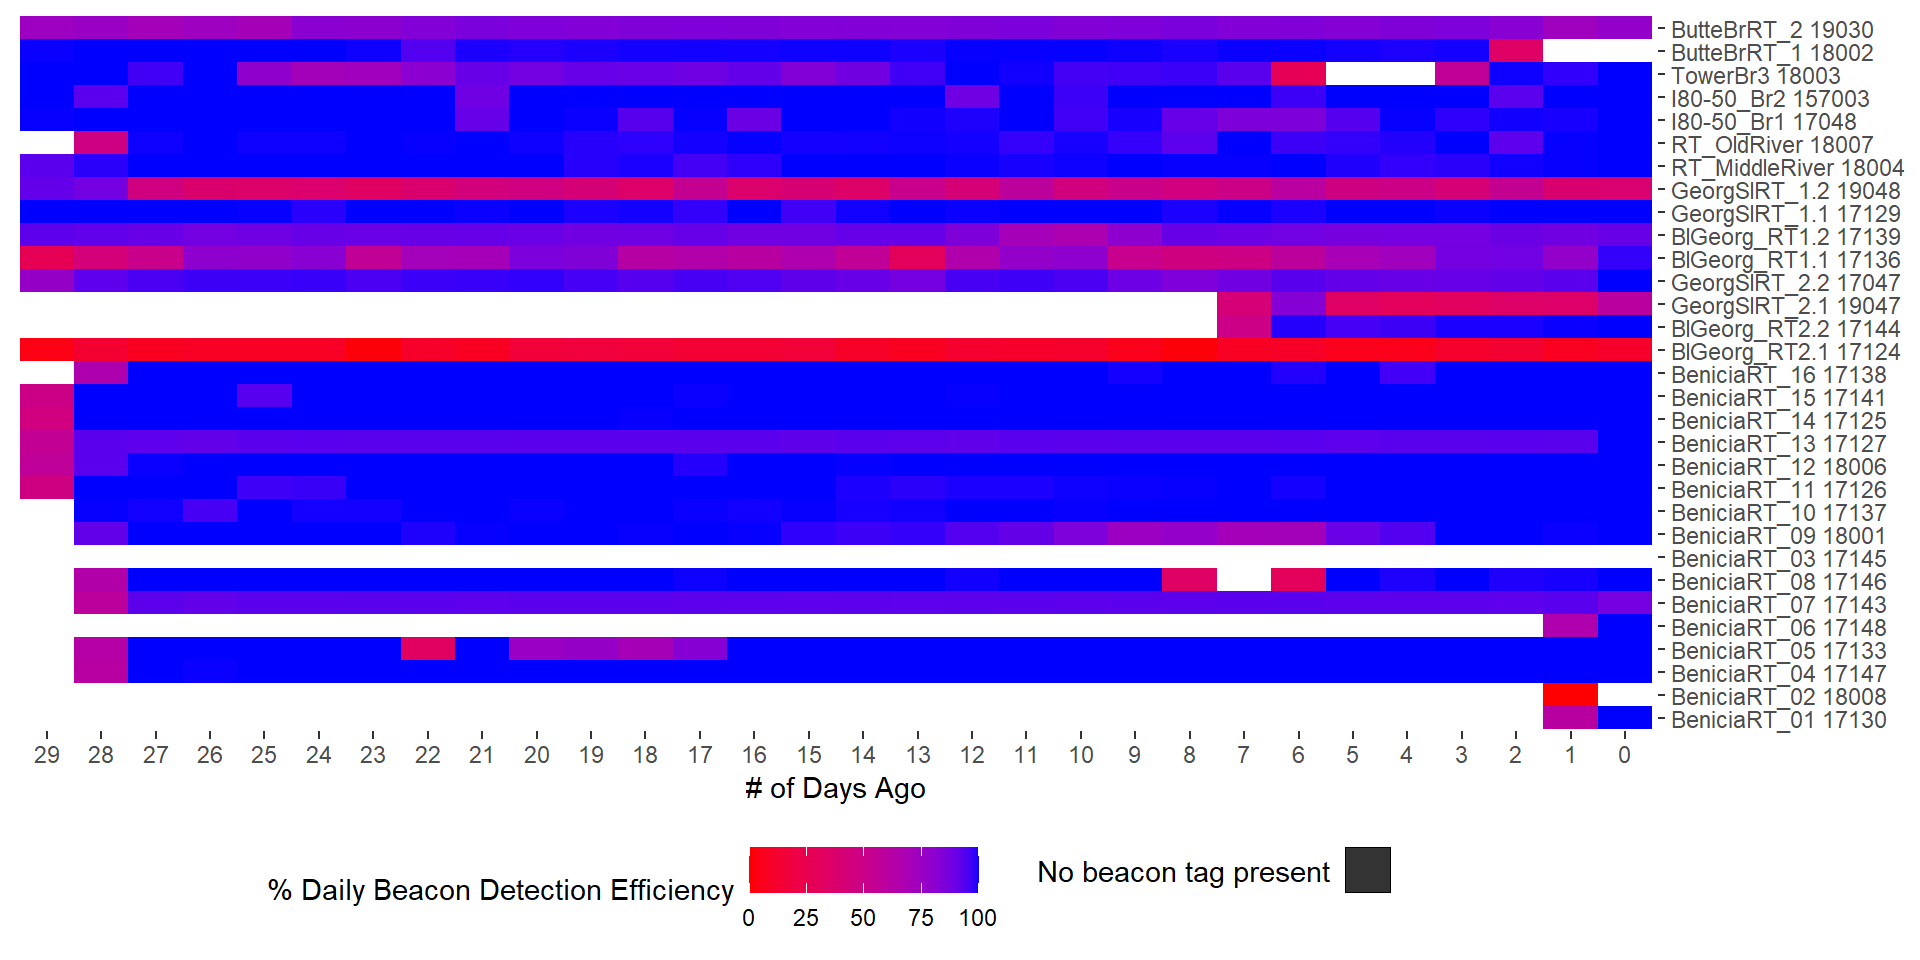 ButteBrRT_2 19030
ButteBrRT_1 18002
TowerBr3 18003
I80-50_Br2 157003
I80-50_Br1 17048
RT_OldRiver 18007
RT_MiddleRiver 18004
GeorgSlRT_1.2 19048
GeorgSlRT_1.1 17129
BlGeorg_RT1.2 17139
BlGeorg_RT1.1 17136
GeorgSlRT_2.2 17047
GeorgSlRT_2.1 19047
BlGeorg_RT2.2 17144
BlGeorg_RT2.1 17124
BeniciaRT_16 17138
BeniciaRT_15 17141
BeniciaRT_14 17125
BeniciaRT_13 17127
BeniciaRT_12 18006
BeniciaRT_11 17126
BeniciaRT_10 17137
BeniciaRT_09 18001
BeniciaRT_03 17145
BeniciaRT_08 17146
BeniciaRT_07 17143
BeniciaRT_06 17148
BeniciaRT_05 17133
BeniciaRT_04 17147
BeniciaRT_02 18008
BeniciaRT_01 17130
29 28 27 26 25 24 23 22 21 20 19 18 17 16 15 14 13 12 11 10 9 8 7 6 5 4 3 2 1 0
# of Days Ago
% Daily Beacon Detection Efficiency
0 25 50 75 100
No beacon tag present